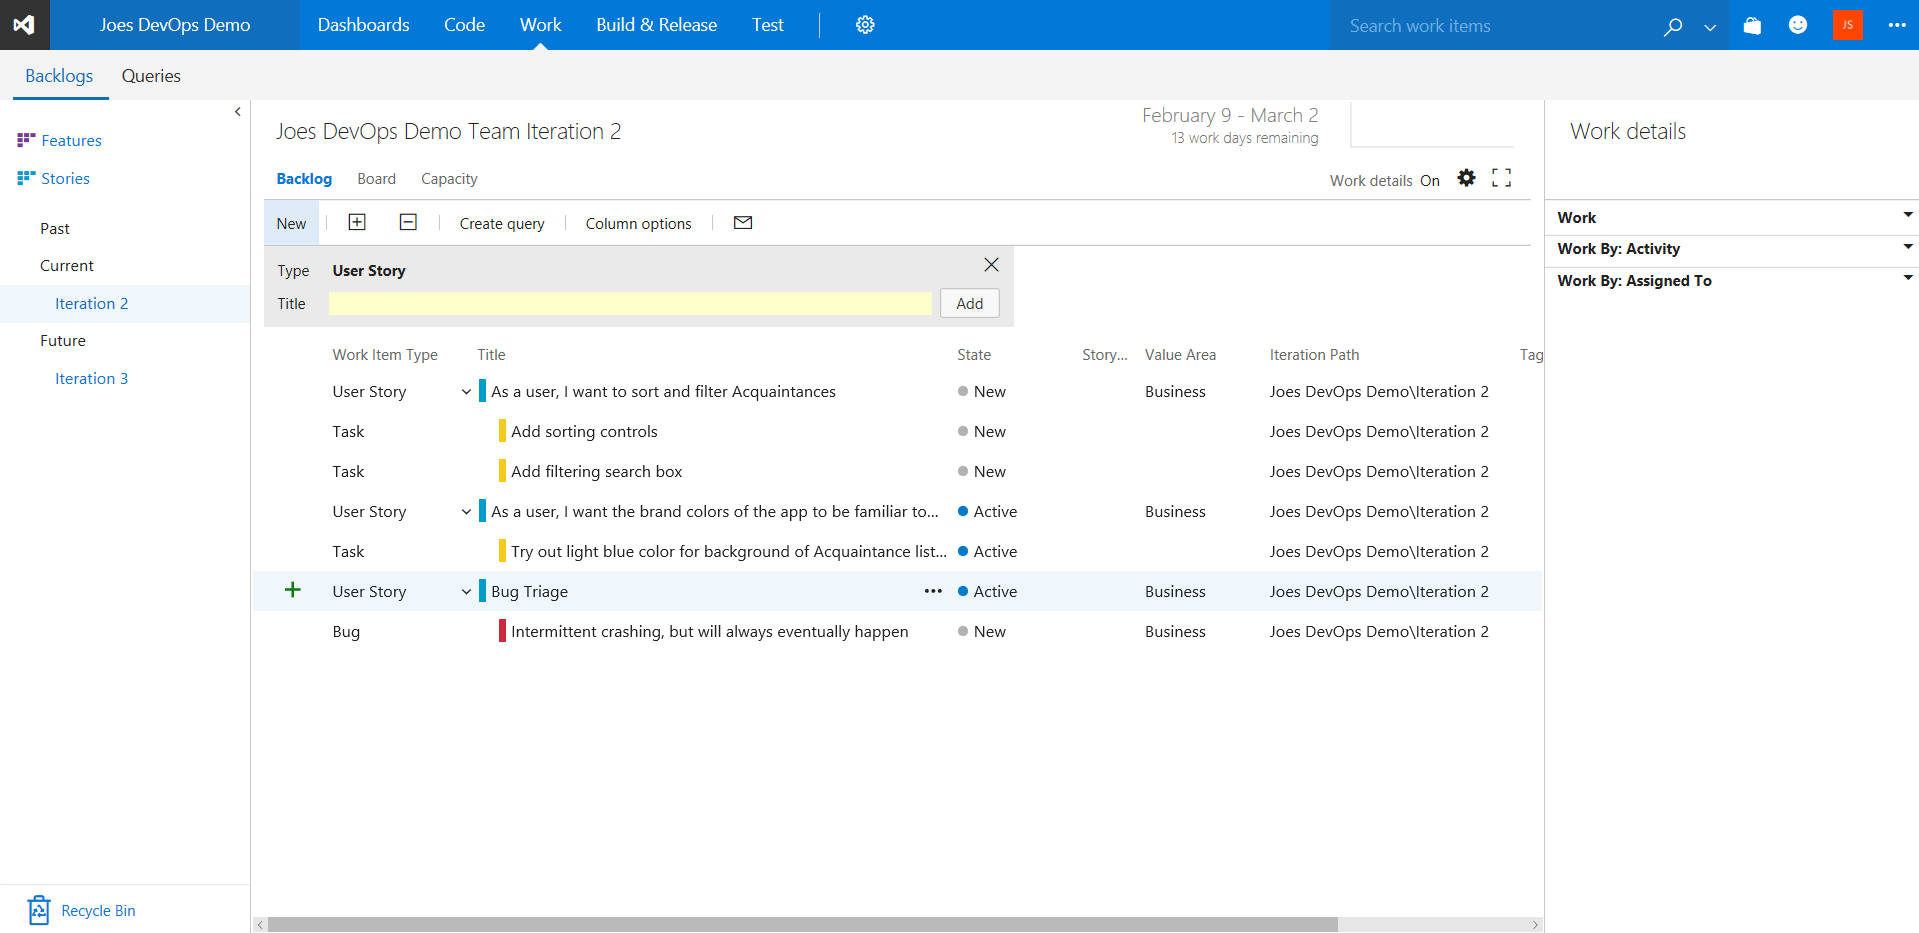 Joes DevOps Demo Dashboards Code Work Build & Release Test Search work items JS
Backlogs Queries
Features
Stories
Past
Current
Iteration 2
Future
Iteration 3
Recycle Bin
Joes DevOps Demo Team Iteration 2
February 9 - March 2
13 work days remaining
Backlog Board Capacity Work details On
New Create query Column options
Type User Story
Title Add
Work Item Type Title State Story... Value Area Iteration Path Tag
User Story As a user, I want to sort and filter Acquaintances New Business Joes DevOps Demo\Iteration 2
Task Add sorting controls New Joes DevOps Demo\Iteration 2
Task Add filtering search box New Joes DevOps Demo\Iteration 2
User Story As a user, I want the brand colors of the app to be familiar to... Active Business Joes DevOps Demo\Iteration 2
Task Try out light blue color for background of Acquaintance list... Active Joes DevOps Demo\Iteration 2
User Story Bug Triage ... Active Business Joes DevOps Demo\Iteration 2
Bug Intermittent crashing, but will always eventually happen New Business Joes DevOps Demo\Iteration 2
Work details
Work
Work By: Activity
Work By: Assigned To